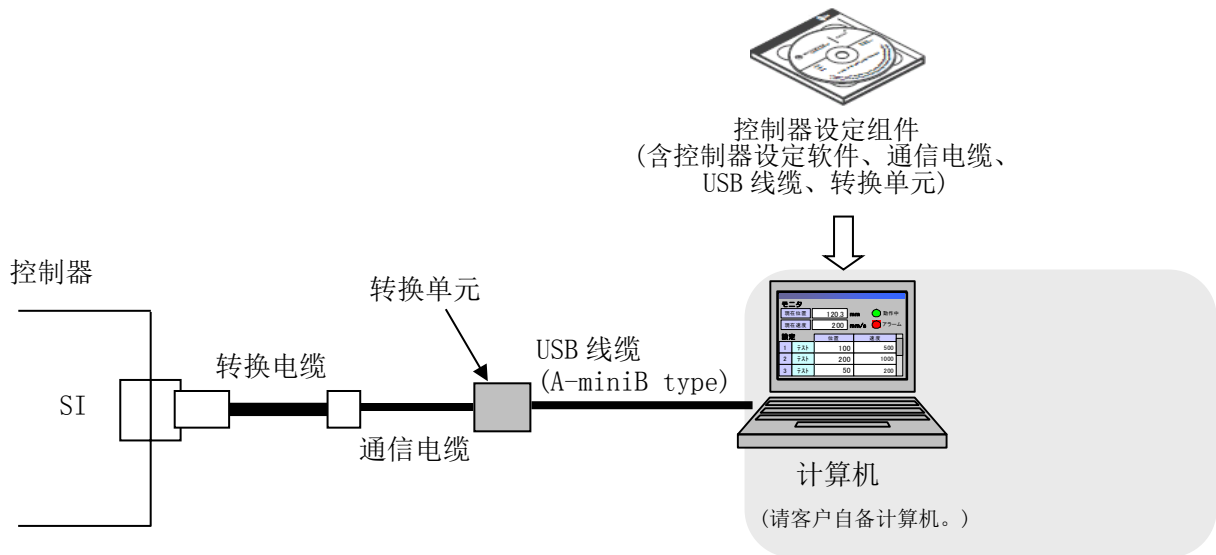 控制器设定组件
(含控制器设定软件、通信电缆、
USB 线缆、转换单元)
控制器
SI
转换电缆
通信电缆
转换单元
USB 线缆
(A-miniB type)
モニタ
現在位置 120.3 mm 動作中
現在速度 200 mm/s アラーム
設定
位置 速度
1 テスト 100 500
2 テスト 200 1000
3 テスト 50 200
计算机
(请客户自备计算机。)